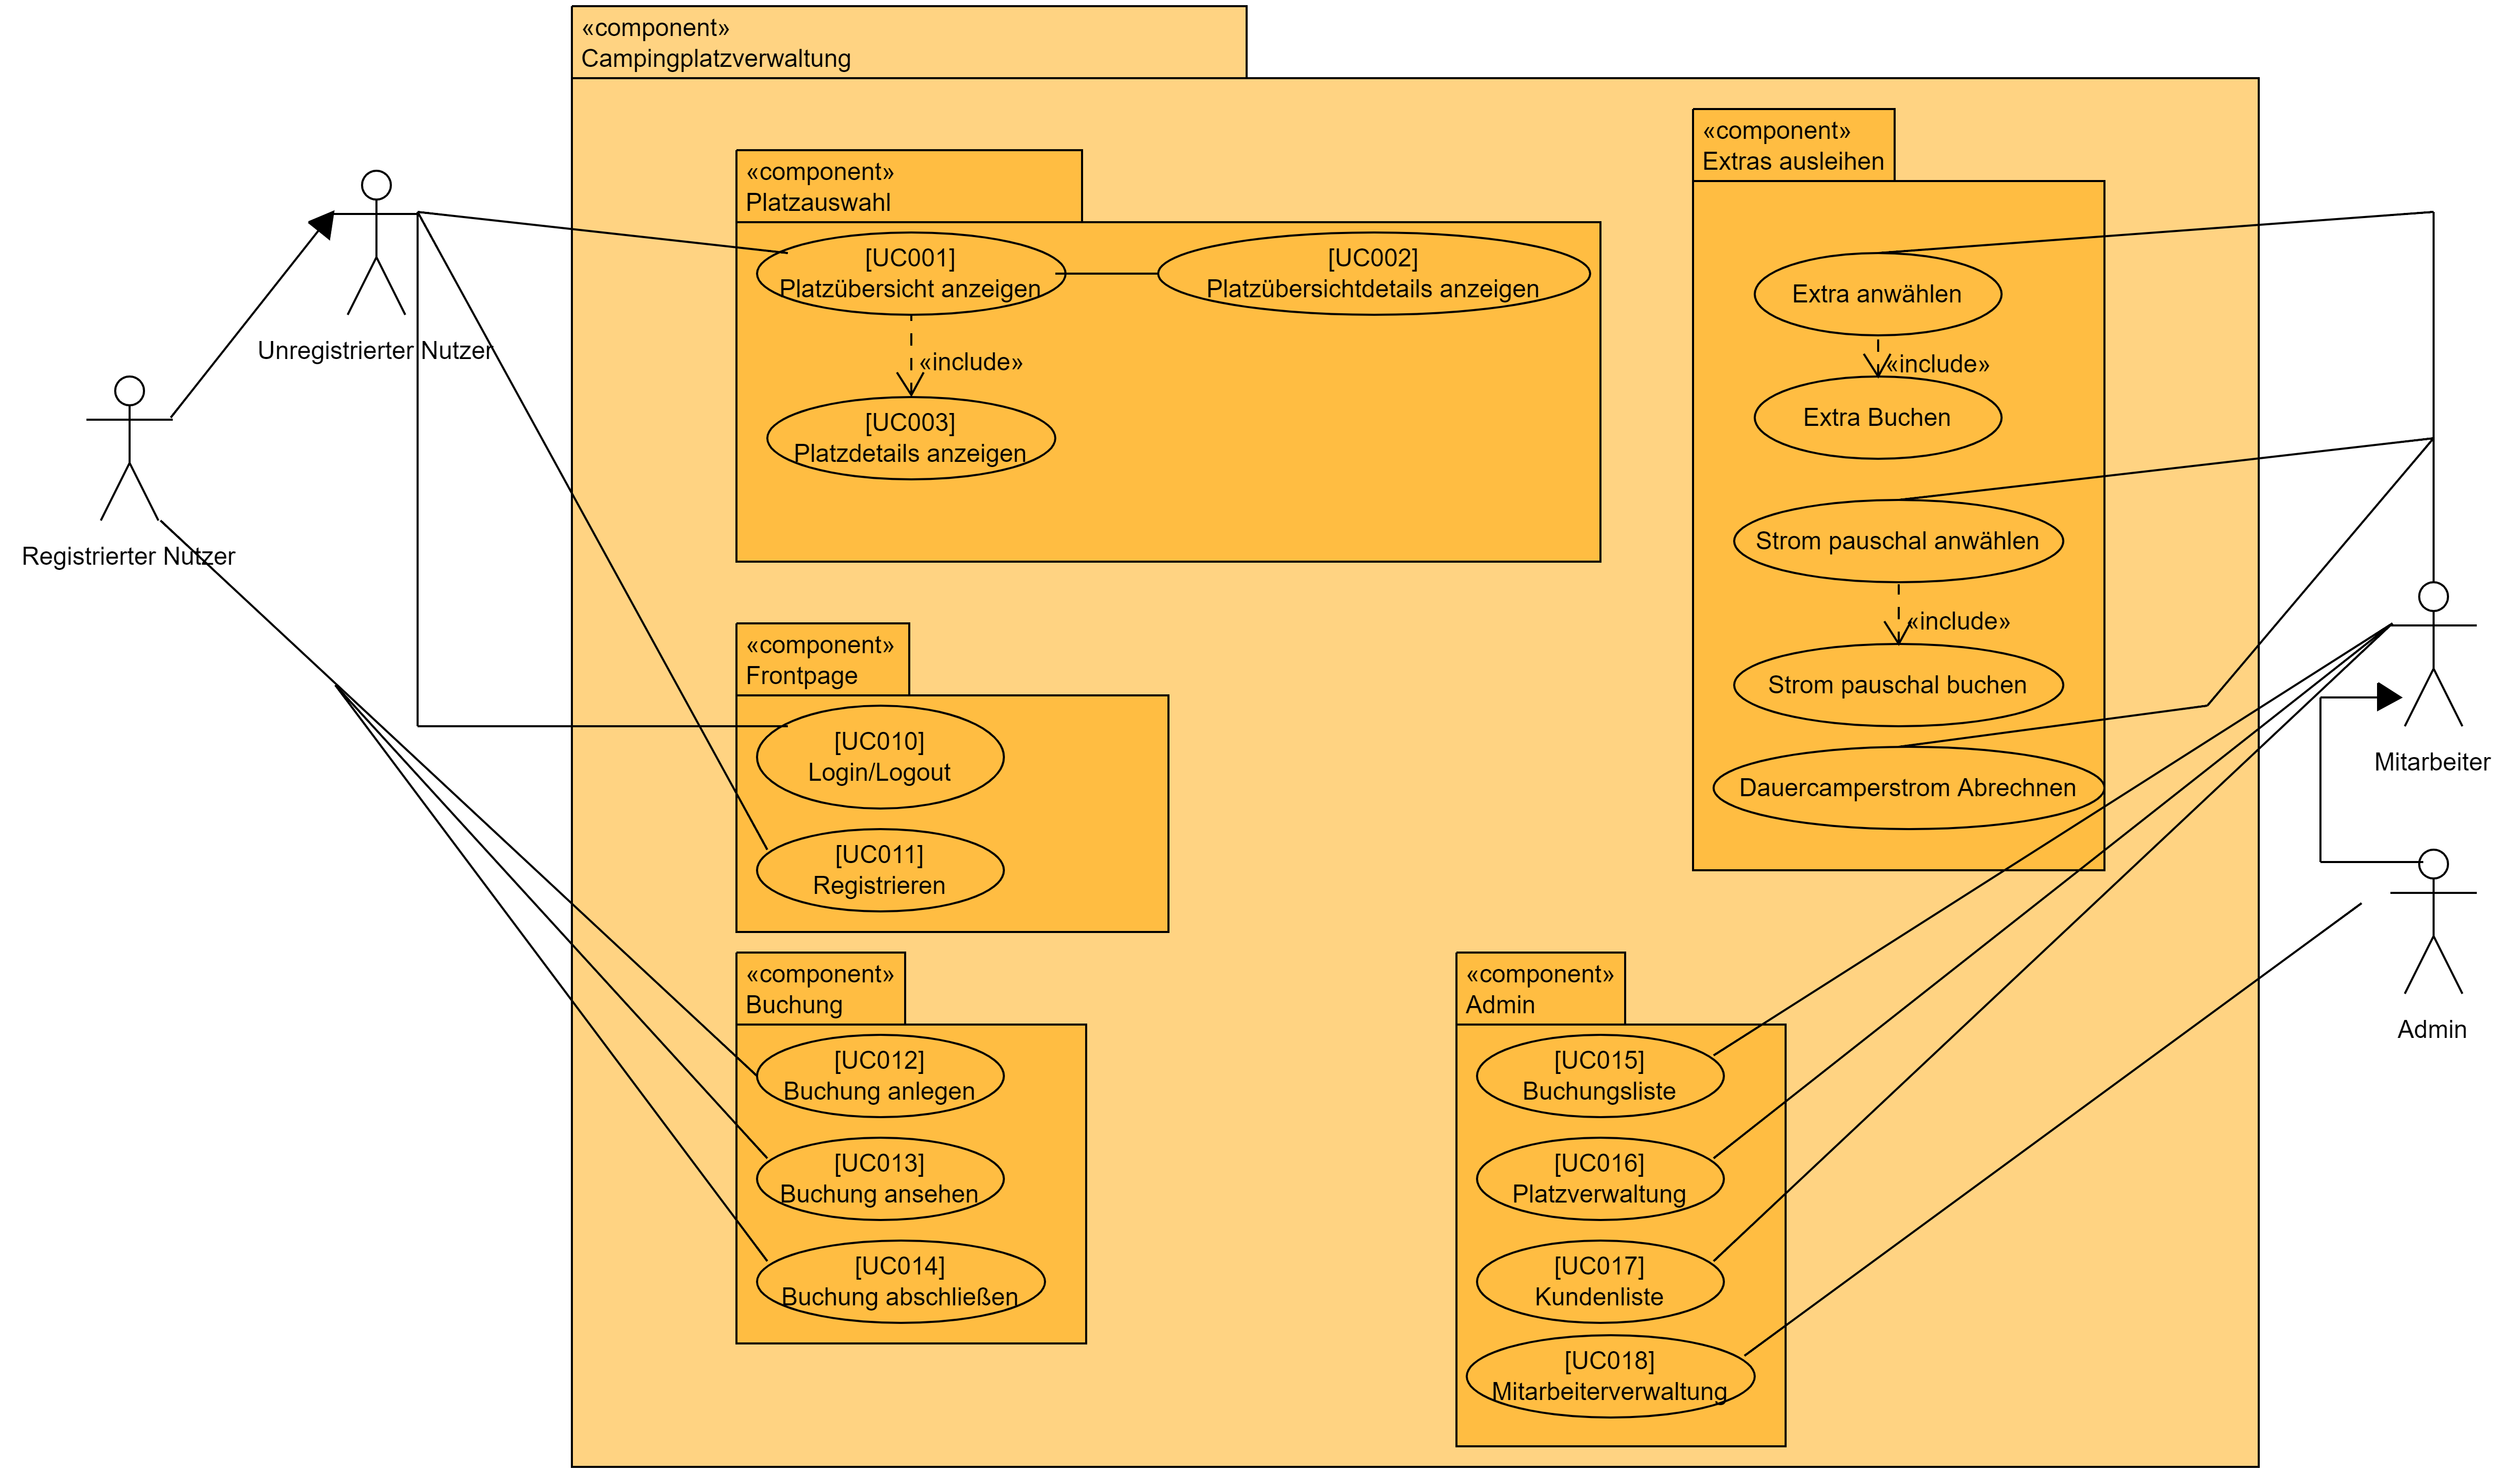 «component»
Campingplatzverwaltung
«component»
Platzauswahl
[UC001]
Platzübersicht anzeigen
[UC002]
Platzübersichtdetails anzeigen
«include»
[UC003]
Platzdetails anzeigen
«component»
Extras ausleihen
Extra anwählen
«include»
Extra Buchen
Strom pauschal anwählen
«include»
Strom pauschal buchen
Dauercamperstrom Abrechnen
Unregistrierter Nutzer
Registrierter Nutzer
«component»
Frontpage
[UC010]
Login/Logout
[UC011]
Registrieren
Mitarbeiter
Admin
«component»
Buchung
[UC012]
Buchung anlegen
[UC013]
Buchung ansehen
[UC014]
Buchung abschließen
«component»
Admin
[UC015]
Buchungsliste
[UC016]
Platzverwaltung
[UC017]
Kundenliste
[UC018]
Mitarbeiterverwaltung